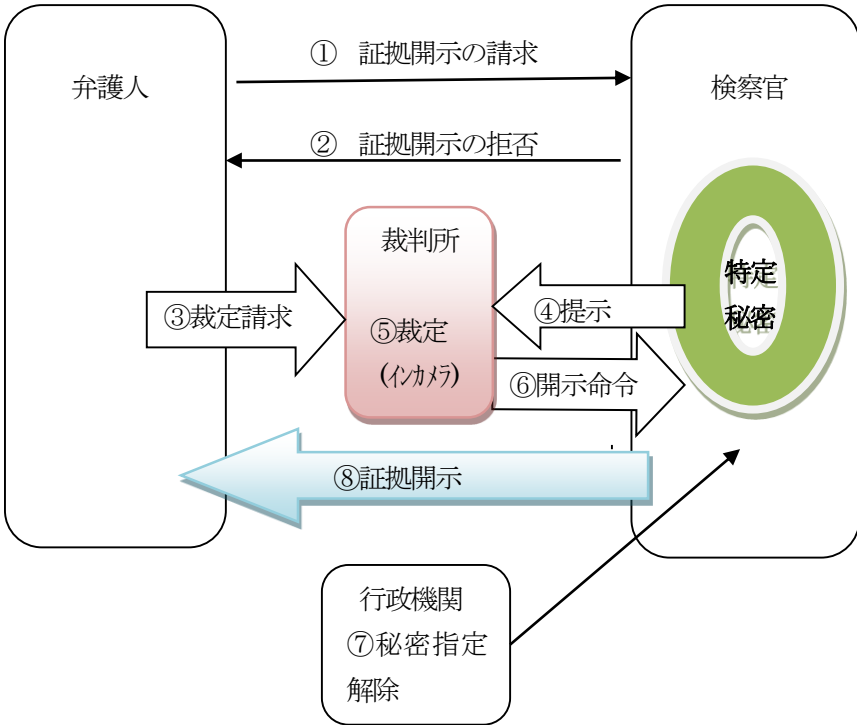 ① 証拠開示の請求
弁護人
検察官
② 証拠開示の拒否
裁判所
特定
秘密
③裁定請求
④提示
⑤裁定
(インカメラ)
⑥開示命令
⑧証拠開示
行政機関
⑦秘密指定
解除